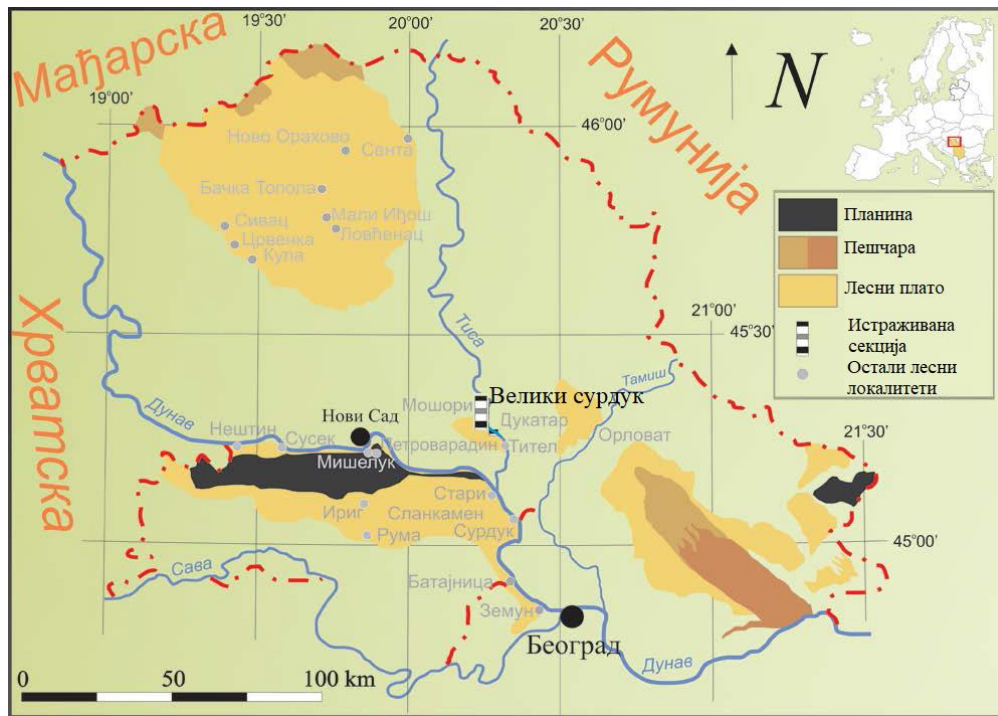 19°30'
20°00'
20°30'
Мађарска
Румунија
N
19°00'
46°00'
Ново Орахово
Сента
Бачка Топола
Мали Иђош
Сивац
Ловћенац
Црвенка
Кула
Планина
Пешчара
Лесни плато
Истраживана
секција
Остали лесни
локалитети
Хрватска
Тиса
21°00'
45°30'
Тамиш
Мошорин
Велики сурдук
Дукатар
Дунав
Нови Сад
Нештин
Сусек
Петроварадин
Тител
Орловат
21°30'
Мишелук
Стари
Сланкамен
Ириг
Сурдук
Рума
45°00'
Сава
Батајница
Земун
Београд
Дунав
0
50
100 km